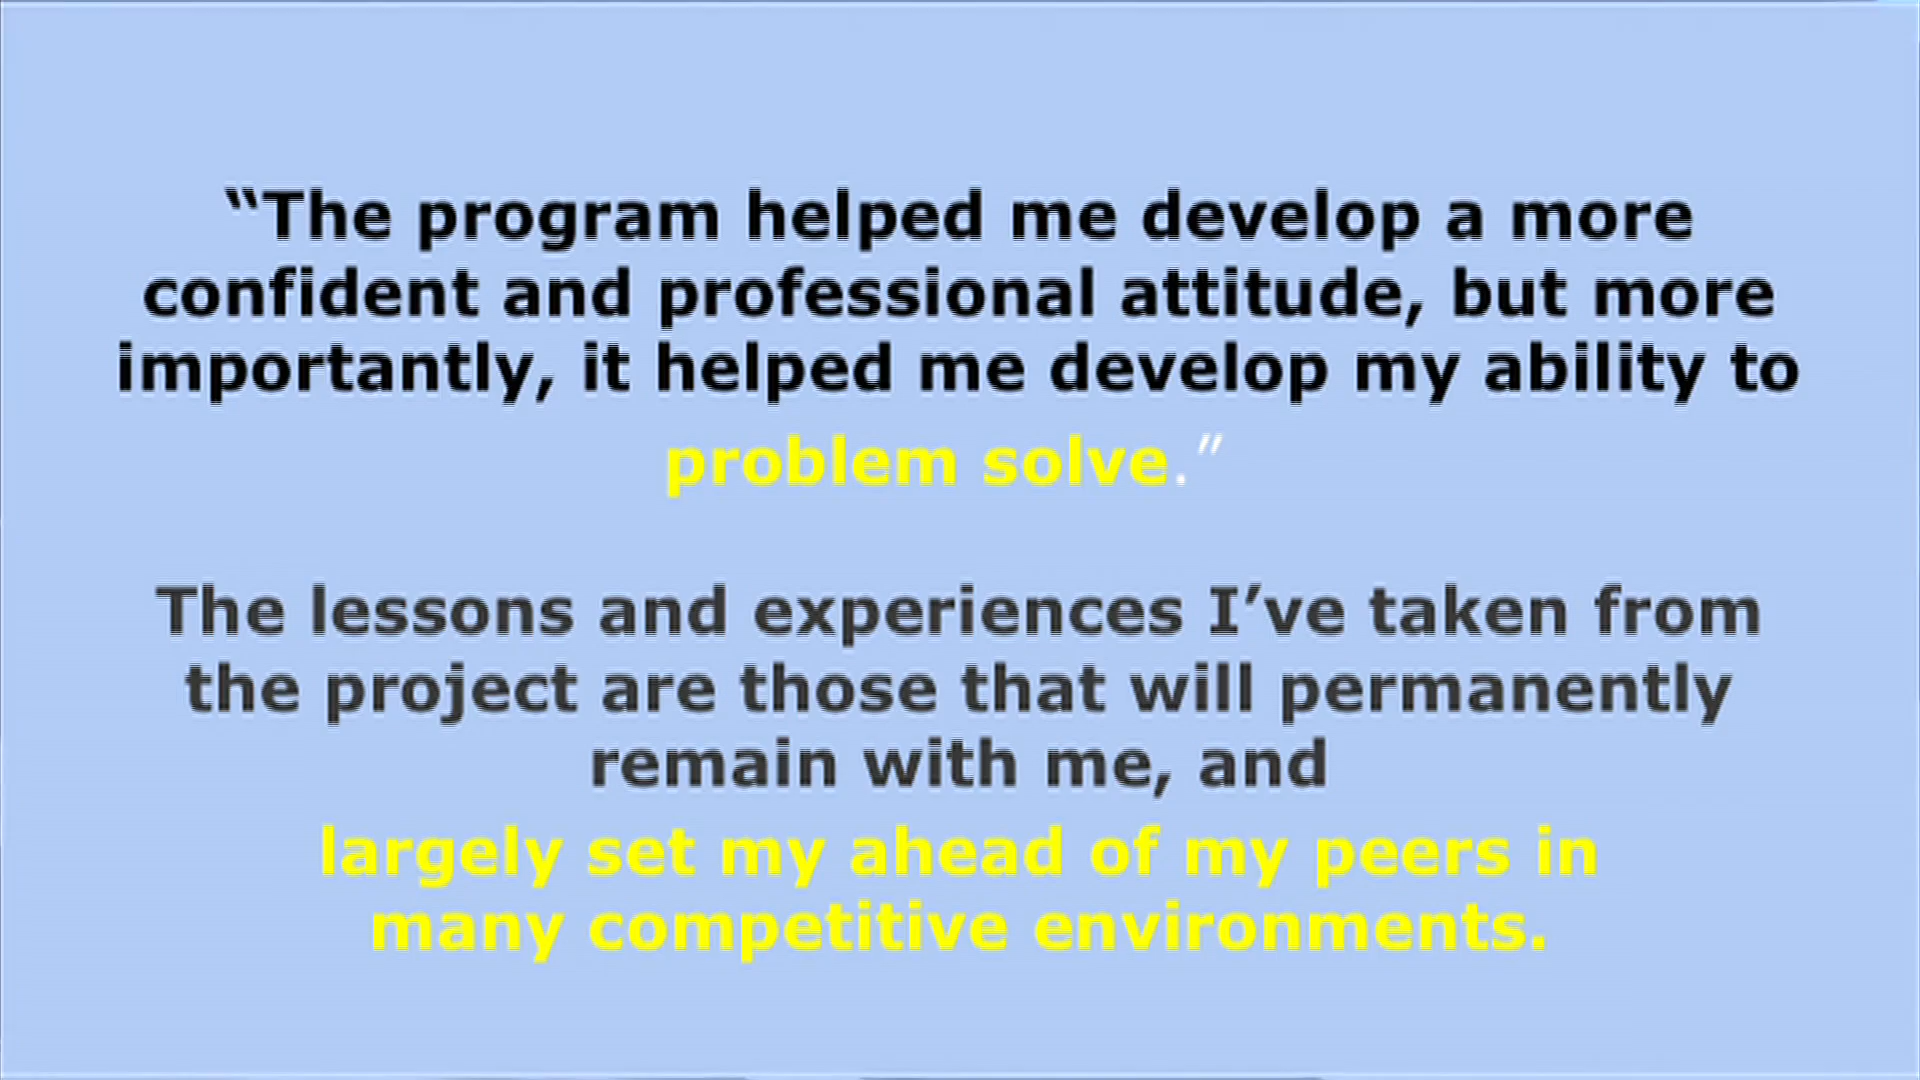 “The program helped me develop a more
confident and professional attitude, but more
importantly, it helped me develop my ability to
problem solve.”
The lessons and experiences I’ve taken from
the project are those that will permanently
remain with me, and
largely set my ahead of my peers in
many competitive environments.